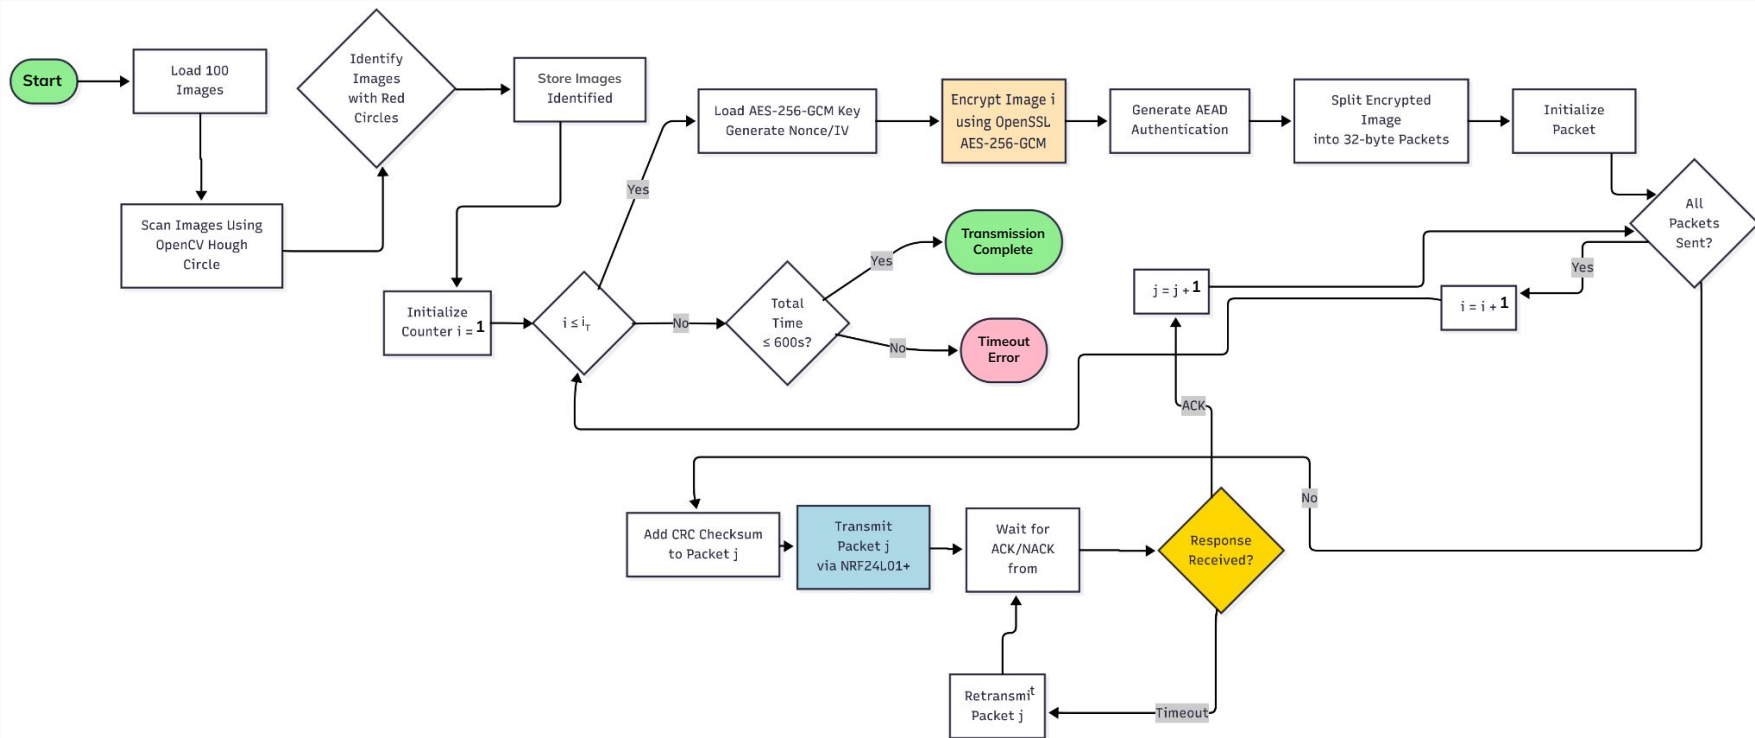 Start
Load 100
Images
Identify
Images
with Red
Circles
Store Images
Identified
Scan Images Using
OpenCV Hough
Circle
Initialize
Counter i = 1
i ≤ i_T
Yes
No
Load AES-256-GCM Key
Generate Nonce/IV
Encrypt Image i
using OpenSSL
AES-256-GCM
Generate AEAD
Authentication
Split Encrypted
Image
into 32-byte Packets
Initialize
Packet
All
Packets
Sent?
Yes
Total
Time
≤ 600s?
Yes
Transmission
Complete
No
Timeout
Error
j = j + 1
i = i + 1
ACK
No
Add CRC Checksum
to Packet j
Transmit
Packet j
via NRF24L01+
Wait for
ACK/NACK
from
Response
Received?
Retransmit
Packet j
Timeout